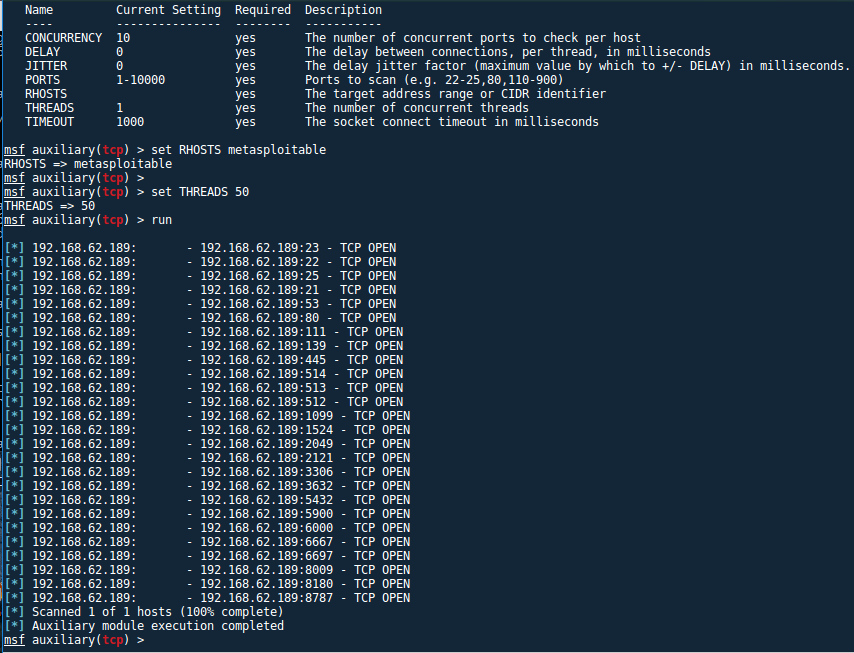 Name Current Setting Required Description
---- --------------- -------- -----------
CONCURRENCY 10 yes The number of concurrent ports to check per host
DELAY 0 yes The delay between connections, per thread, in milliseconds
JITTER 0 yes The delay jitter factor (maximum value by which to +/- DELAY) in milliseconds.
PORTS 1-10000 yes Ports to scan (e.g. 22-25,80,110-900)
RHOSTS yes The target address range or CIDR identifier
THREADS 1 yes The number of concurrent threads
TIMEOUT 1000 yes The socket connect timeout in milliseconds
msf auxiliary(tcp) > set RHOSTS metasploitable
RHOSTS => metasploitable
msf auxiliary(tcp) >
msf auxiliary(tcp) > set THREADS 50
THREADS => 50
msf auxiliary(tcp) > run
[*] 192.168.62.189: - 192.168.62.189:23 - TCP OPEN
[*] 192.168.62.189: - 192.168.62.189:22 - TCP OPEN
[*] 192.168.62.189: - 192.168.62.189:25 - TCP OPEN
[*] 192.168.62.189: - 192.168.62.189:21 - TCP OPEN
[*] 192.168.62.189: - 192.168.62.189:53 - TCP OPEN
[*] 192.168.62.189: - 192.168.62.189:80 - TCP OPEN
[*] 192.168.62.189: - 192.168.62.189:111 - TCP OPEN
[*] 192.168.62.189: - 192.168.62.189:139 - TCP OPEN
[*] 192.168.62.189: - 192.168.62.189:445 - TCP OPEN
[*] 192.168.62.189: - 192.168.62.189:514 - TCP OPEN
[*] 192.168.62.189: - 192.168.62.189:513 - TCP OPEN
[*] 192.168.62.189: - 192.168.62.189:512 - TCP OPEN
[*] 192.168.62.189: - 192.168.62.189:1099 - TCP OPEN
[*] 192.168.62.189: - 192.168.62.189:1524 - TCP OPEN
[*] 192.168.62.189: - 192.168.62.189:2049 - TCP OPEN
[*] 192.168.62.189: - 192.168.62.189:2121 - TCP OPEN
[*] 192.168.62.189: - 192.168.62.189:3306 - TCP OPEN
[*] 192.168.62.189: - 192.168.62.189:3632 - TCP OPEN
[*] 192.168.62.189: - 192.168.62.189:5432 - TCP OPEN
[*] 192.168.62.189: - 192.168.62.189:5900 - TCP OPEN
[*] 192.168.62.189: - 192.168.62.189:6000 - TCP OPEN
[*] 192.168.62.189: - 192.168.62.189:6667 - TCP OPEN
[*] 192.168.62.189: - 192.168.62.189:6697 - TCP OPEN
[*] 192.168.62.189: - 192.168.62.189:8009 - TCP OPEN
[*] 192.168.62.189: - 192.168.62.189:8180 - TCP OPEN
[*] 192.168.62.189: - 192.168.62.189:8787 - TCP OPEN
[*] Scanned 1 of 1 hosts (100% complete)
[*] Auxiliary module execution completed
msf auxiliary(tcp) >